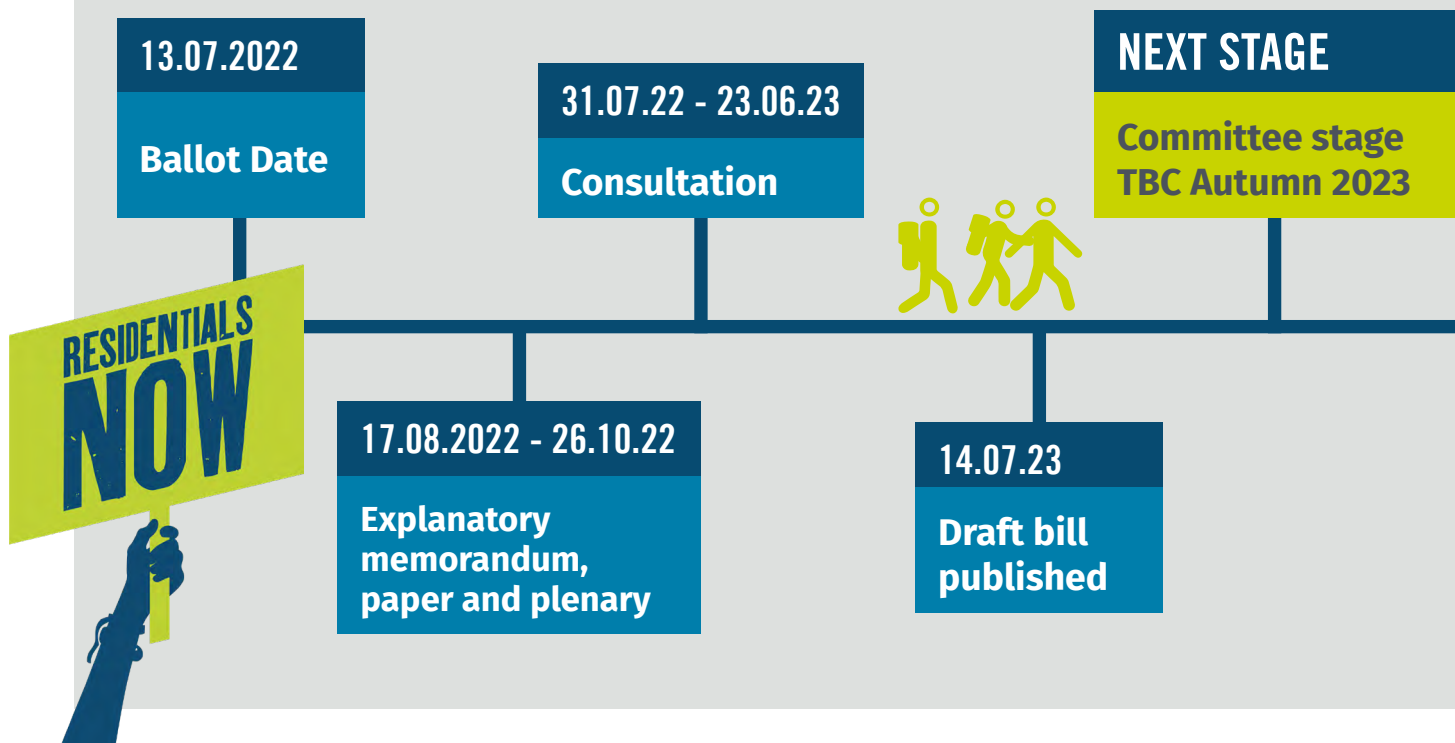 13.07.2022
Ballot Date
RESIDENTIALS
NOW
17.08.2022 - 26.10.22
Explanatory
memorandum,
paper and plenary
31.07.22 - 23.06.23
Consultation
14.07.23
Draft bill
published
NEXT STAGE
Committee stage
TBC Autumn 2023